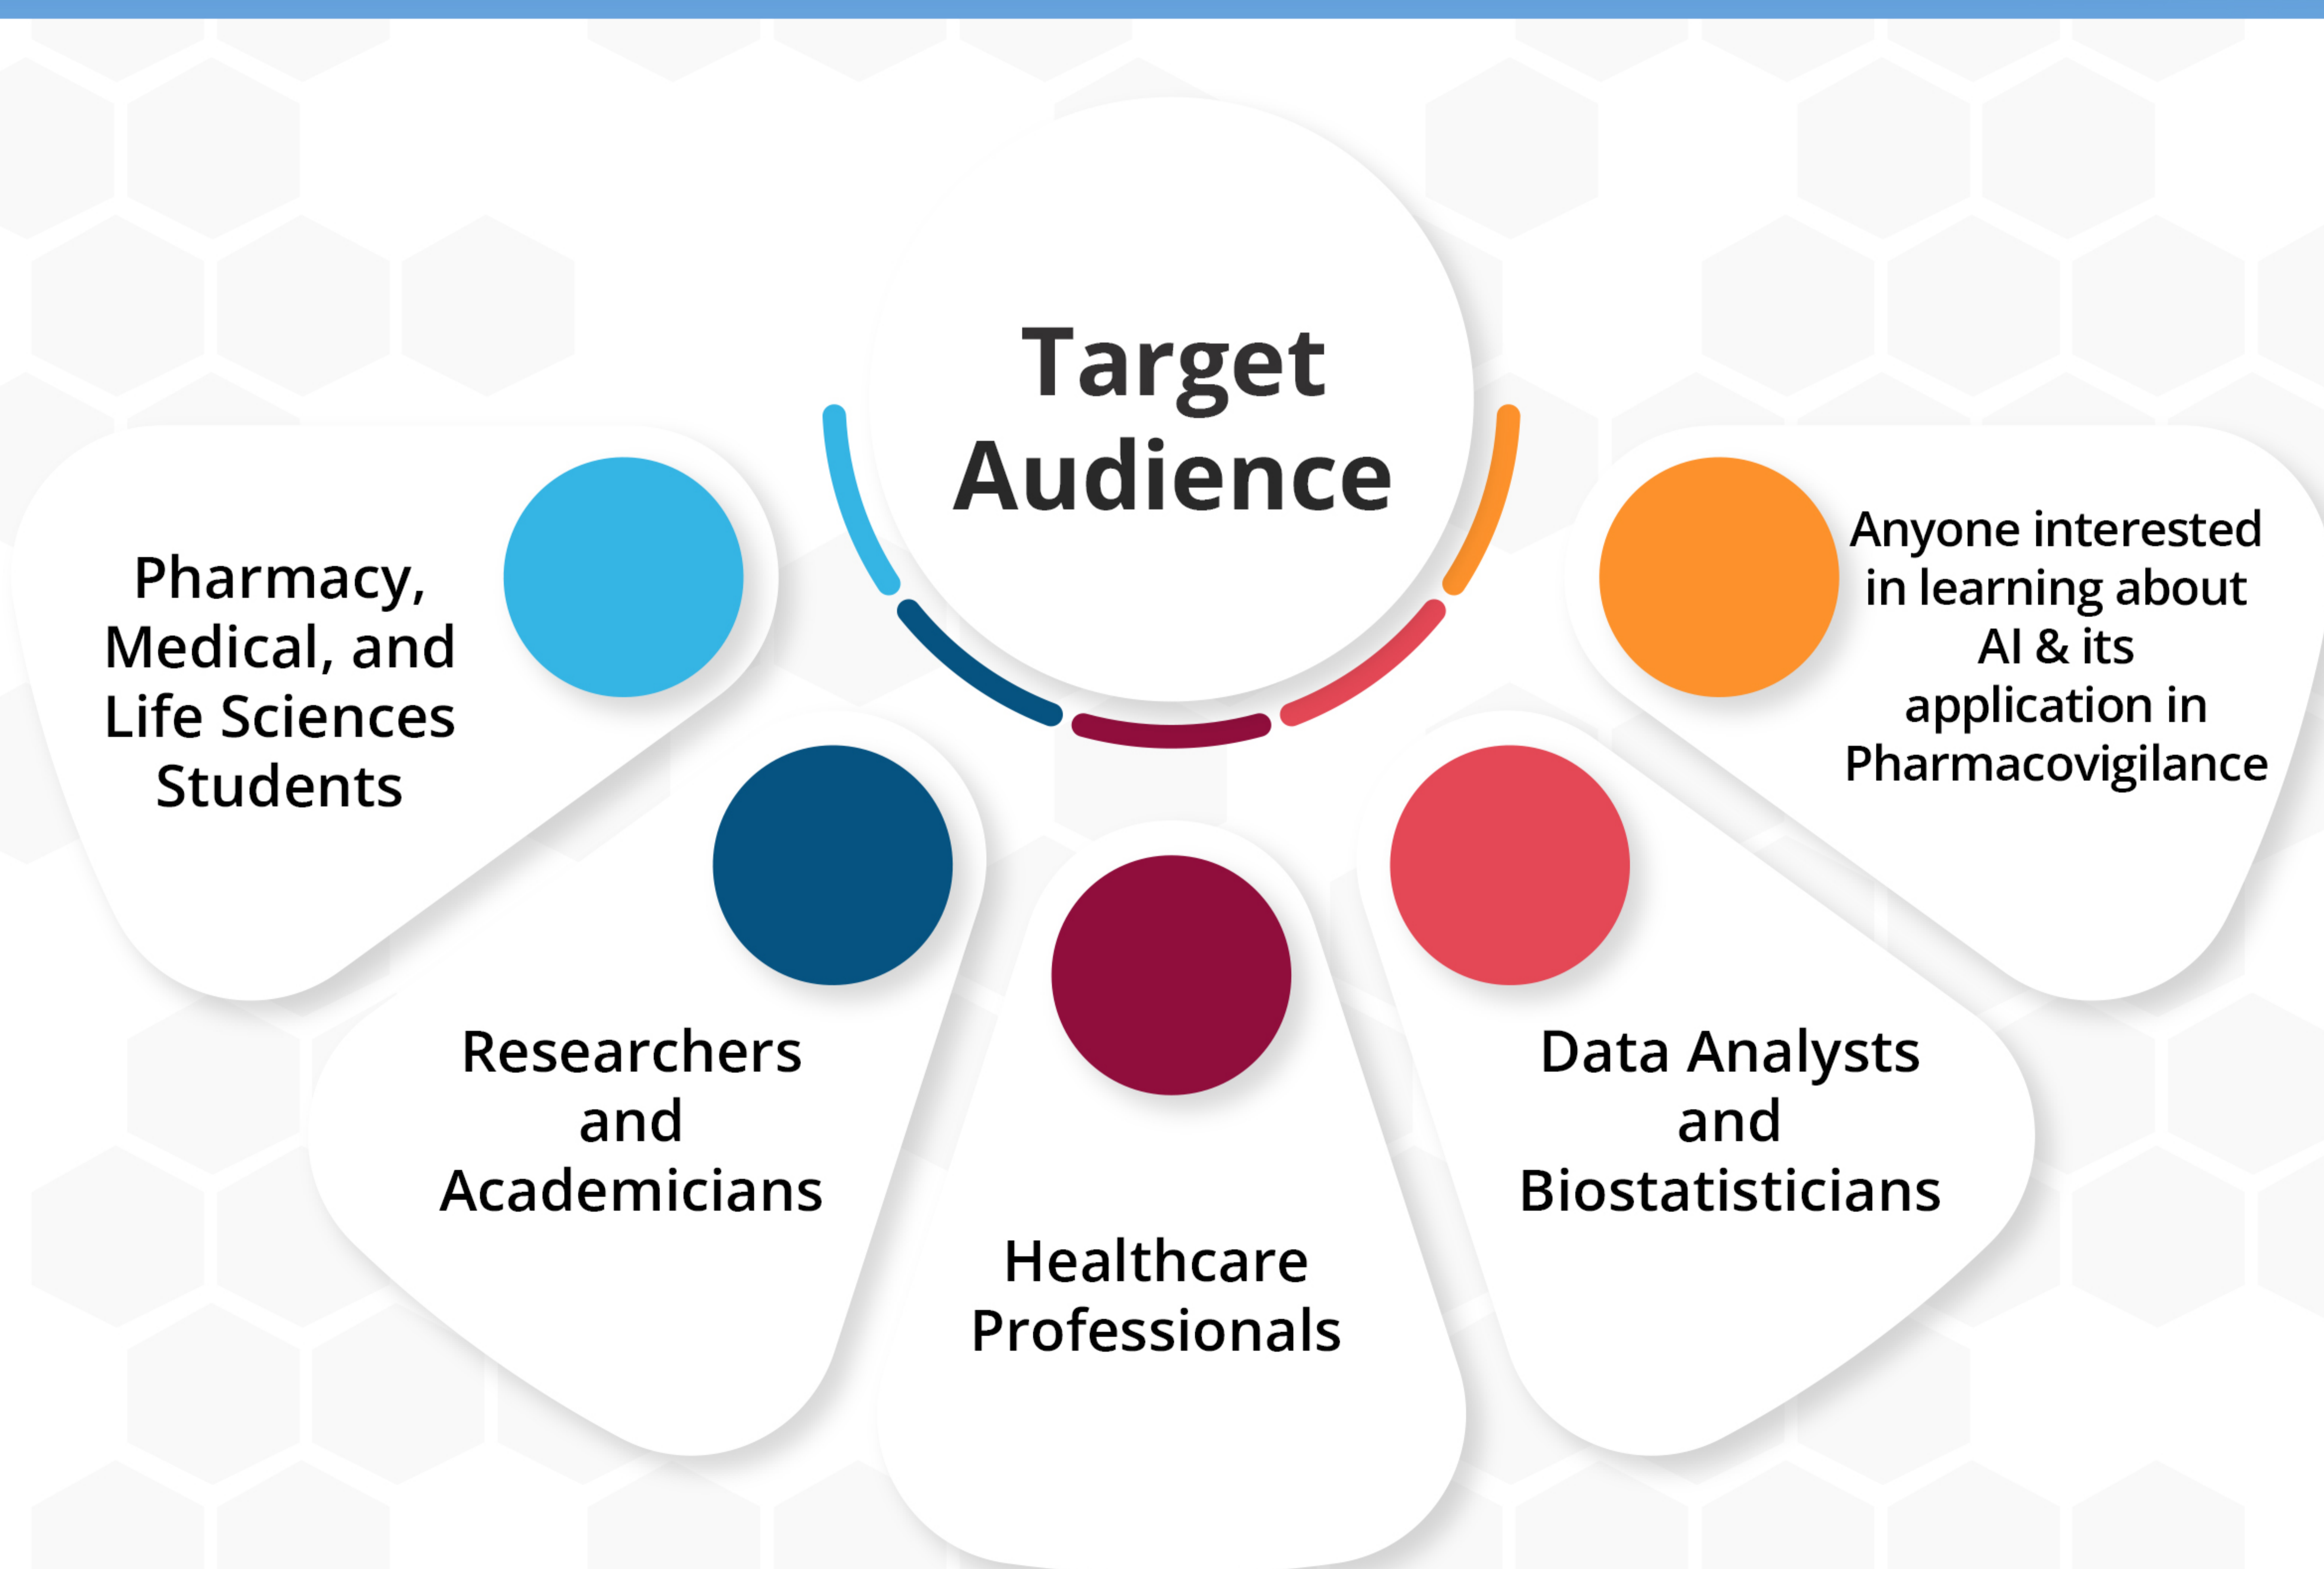 Target
Audience
Pharmacy,
Medical, and
Life Sciences
Students
Researchers
and
Academicians
Healthcare
Professionals
Data Analysts
and
Biostatisticians
Anyone interested
in learning about
AI & its
application in
Pharmacovigilance